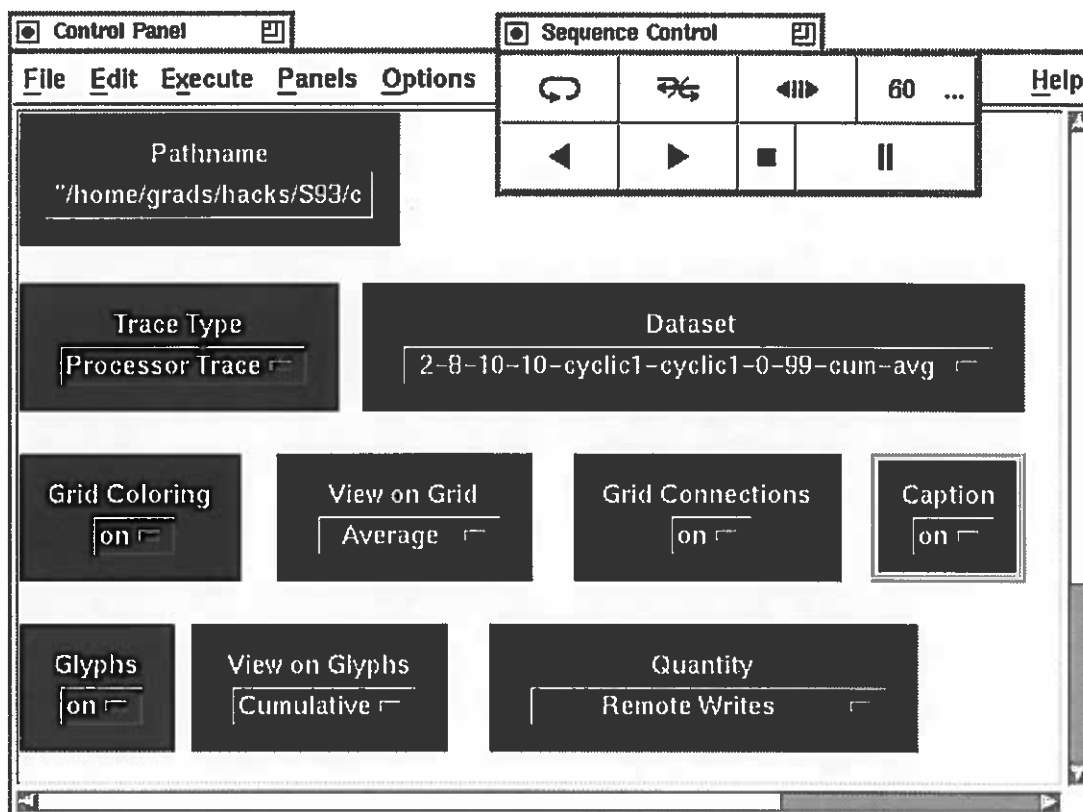 Control Panel
Sequence Control
File Edit Execute Panels Options
Help
60 ...
Pathname
"/home/grads/hacks/S93/c
Trace Type
Processor Trace
Dataset
2-8-10-10-cyclic1-cyclic1-0-99-cum-avg
Grid Coloring
on
View on Grid
Average
Grid Connections
on
Caption
on
Glyphs
on
View on Glyphs
Cumulative
Quantity
Remote Writes